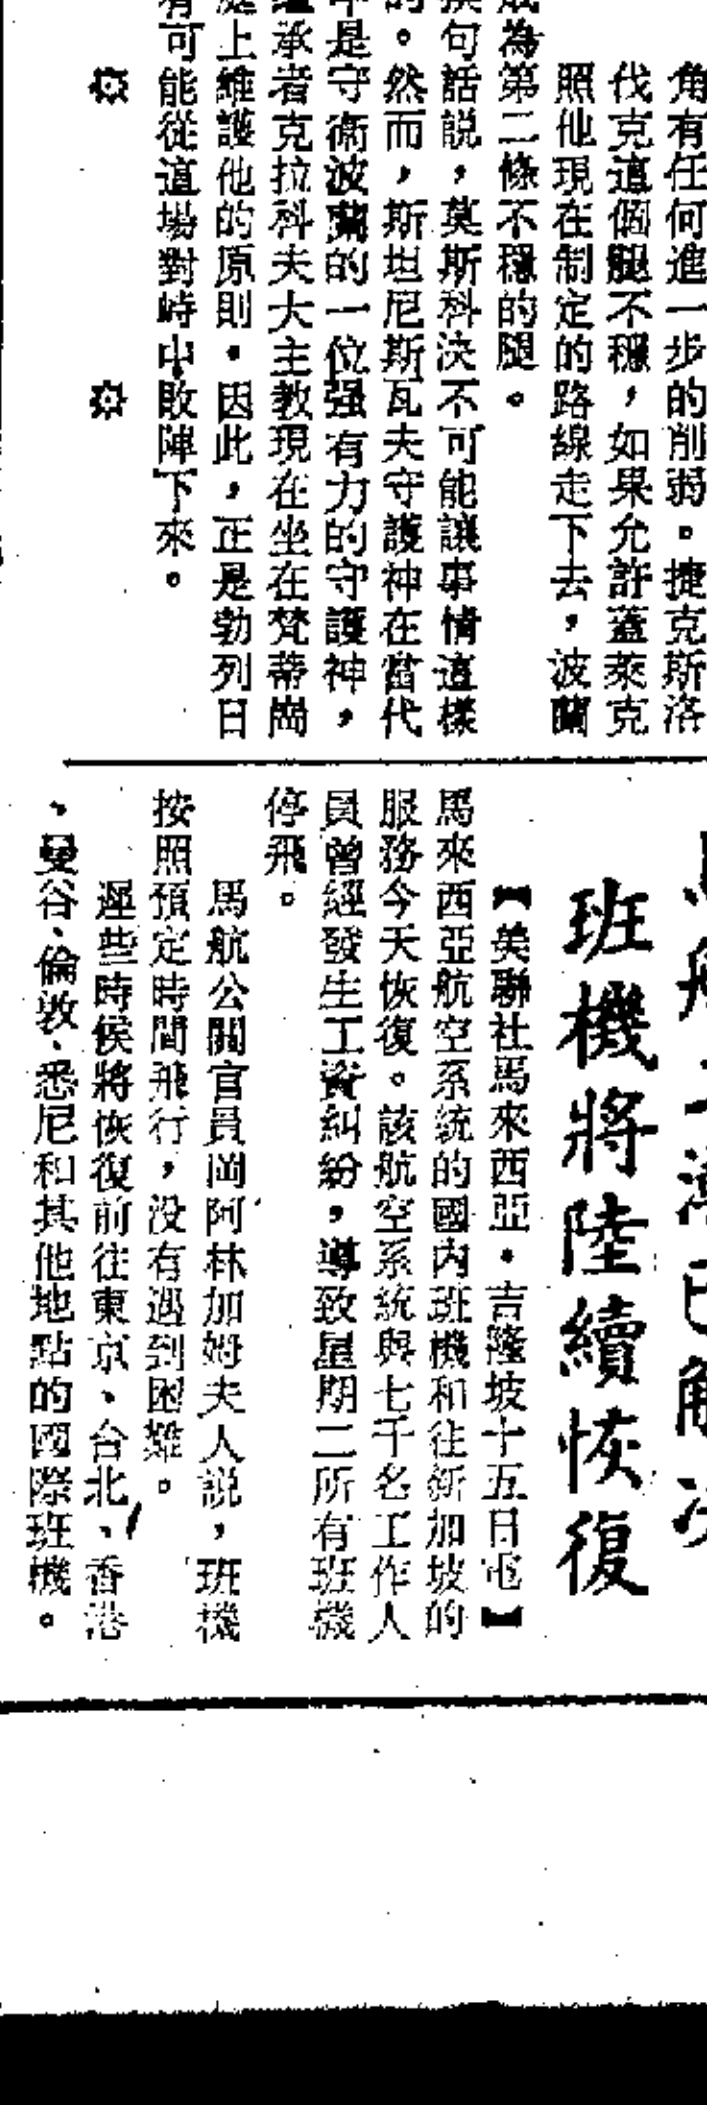 角有任何進一步的削弱。捷克斯洛
伐克這個腿不穩，如果允許蓋萊克
照他現在制定的路線走下去，波蘭
為第二條不穩的腿。
句話說，莫斯科決不可能讓事情這樣
。然而，斯坦尼斯瓦夫守護神在當代
是守衛波蘭的一位强有力的守護神，
承者克拉科夫大主教現在坐在梵蒂崗
上維護他的原則。因此，正是勃列日
可能從這場對峙中敗陣下來。
班機將陸續恢復
【美聯社馬來西亞·吉隆坡十五日電】
馬來西亞航空系統的國內班機和往新加坡的
服務今天恢復。該航空系統與七千名工作人
員曾經發生工資糾紛，導致星期二所有班機
停飛。
馬航公關官員岡阿林加姆夫人說，班機
按照預定時間飛行，没有遇到困難。
遲些時候將恢復前往東京、台北、香港
、曼谷、倫敦、悉尼和其他地點的國際班機。